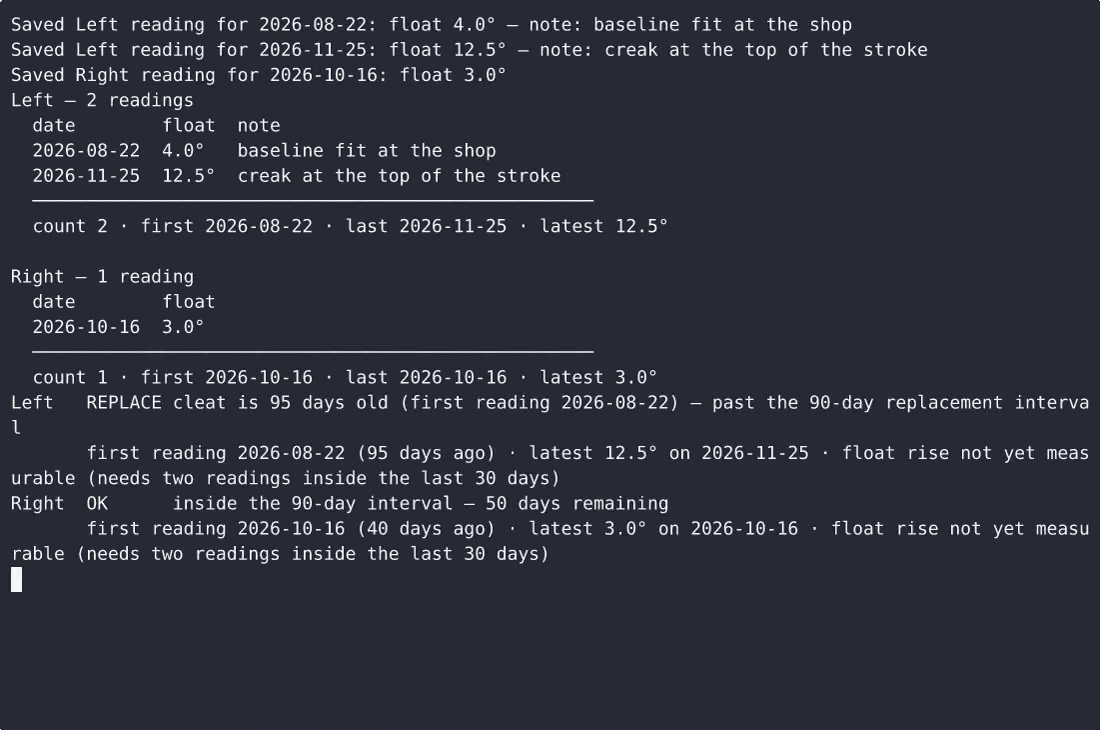 Saved Left reading for 2026-08-22: float 4.0° — note: baseline fit at the shop
Saved Left reading for 2026-11-25: float 12.5° — note: creak at the top of the stroke
Saved Right reading for 2026-10-16: float 3.0°
Left — 2 readings
  date        float  note
  2026-08-22  4.0°   baseline fit at the shop
  2026-11-25  12.5°  creak at the top of the stroke
  ────────────────────────────────────────────────────
  count 2 · first 2026-08-22 · last 2026-11-25 · latest 12.5°

Right — 1 reading
  date        float
  2026-10-16  3.0°
  ────────────────────────────────────────────────────
  count 1 · first 2026-10-16 · last 2026-10-16 · latest 3.0°
Left   REPLACE cleat is 95 days old (first reading 2026-08-22) — past the 90-day replacement interva
l
       first reading 2026-08-22 (95 days ago) · latest 12.5° on 2026-11-25 · float rise not yet meas
urable (needs two readings inside the last 30 days)
Right  OK      inside the 90-day interval — 50 days remaining
       first reading 2026-10-16 (40 days ago) · latest 3.0° on 2026-10-16 · float rise not yet measu
rable (needs two readings inside the last 30 days)